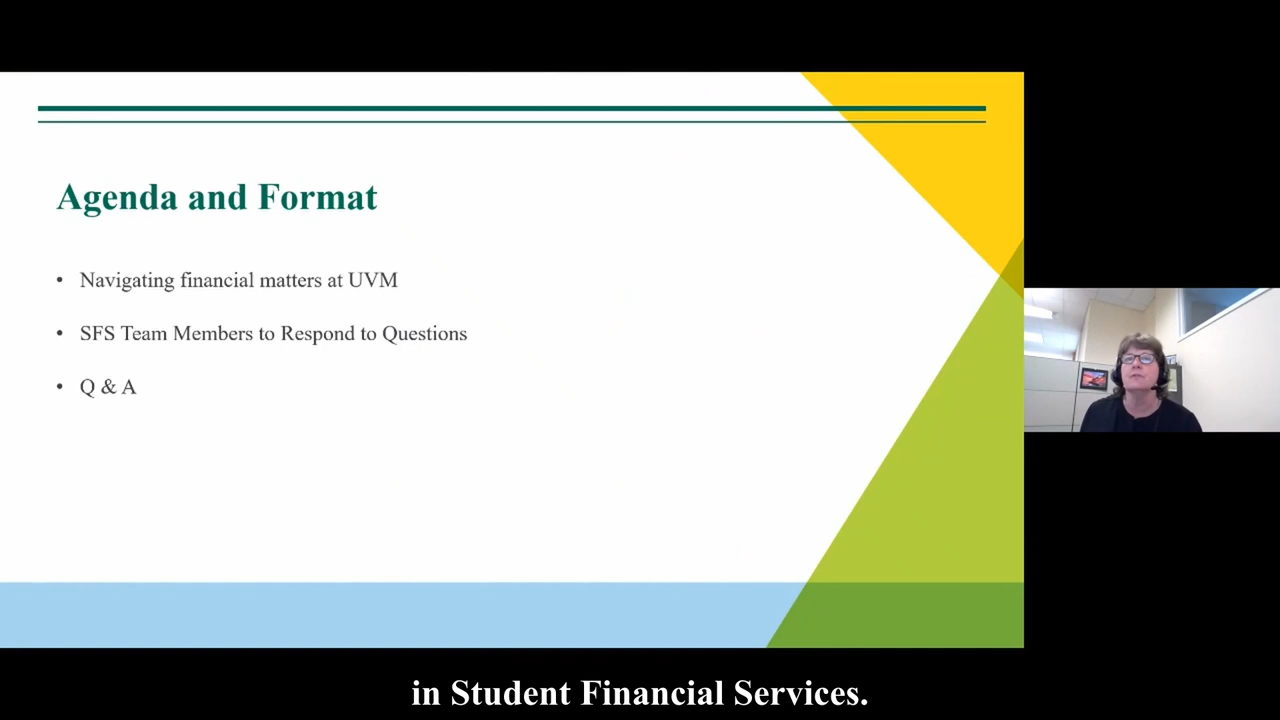 Agenda and Format
• Navigating financial matters at UVM
• SFS Team Members to Respond to Questions
• Q & A
in Student Financial Services.